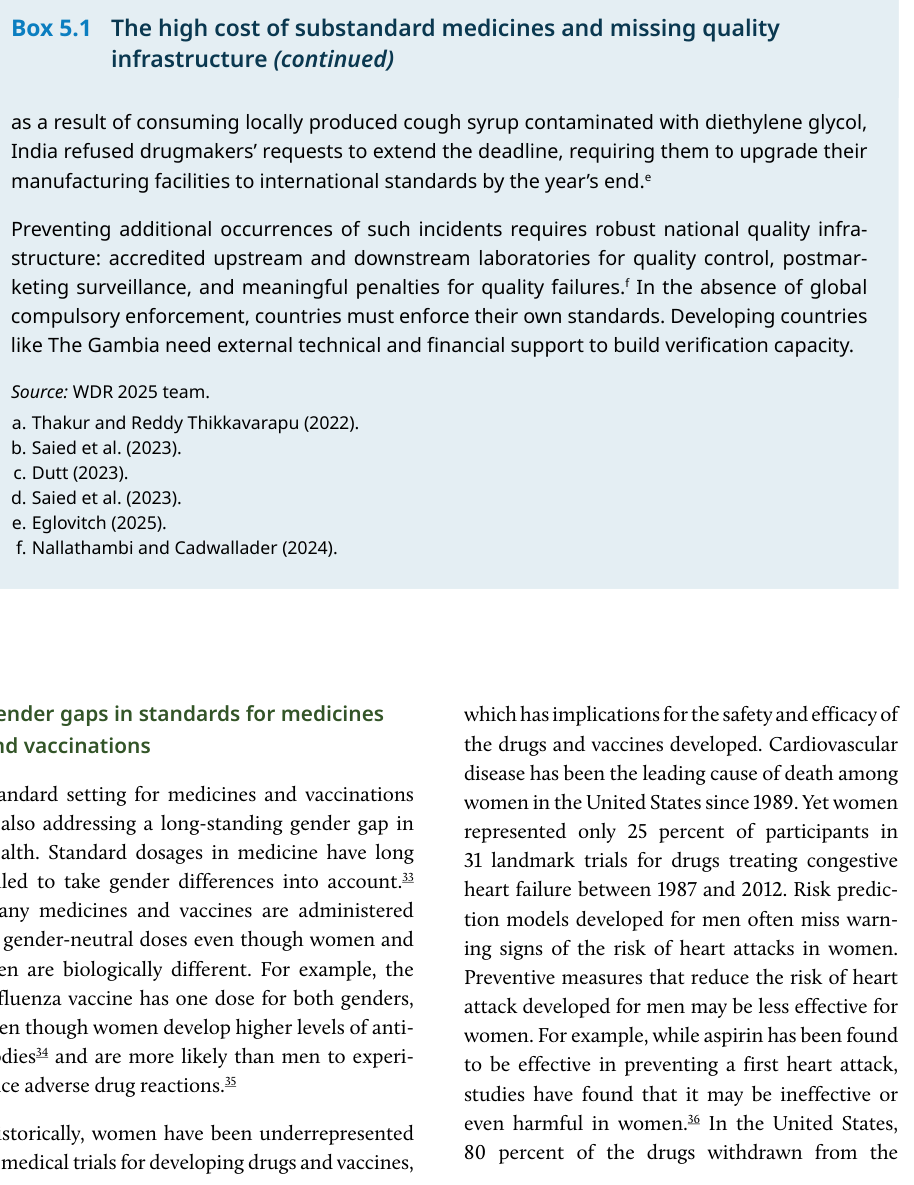 Box 5.1 The high cost of substandard medicines and missing quality
infrastructure (continued)
as a result of consuming locally produced cough syrup contaminated with diethylene glycol,
India refused drugmakers’ requests to extend the deadline, requiring them to upgrade their
manufacturing facilities to international standards by the year’s end.e
Preventing additional occurrences of such incidents requires robust national quality infra-
structure: accredited upstream and downstream laboratories for quality control, postmar-
keting surveillance, and meaningful penalties for quality failures.f In the absence of global
compulsory enforcement, countries must enforce their own standards. Developing countries
like The Gambia need external technical and financial support to build verification capacity.
Source: WDR 2025 team.
a. Thakur and Reddy Thikkavarapu (2022).
b. Saied et al. (2023).
c. Dutt (2023).
d. Saied et al. (2023).
e. Eglovitch (2025).
f. Nallathambi and Cadwallader (2024).
ender gaps in standards for medicines
nd vaccinations
andard setting for medicines and vaccinations
also addressing a long-standing gender gap in
alth. Standard dosages in medicine have long
led to take gender differences into account.33
any medicines and vaccines are administered
gender-neutral doses even though women and
en are biologically different. For example, the
fluenza vaccine has one dose for both genders,
en though women develop higher levels of anti-
odies34 and are more likely than men to experi-
nce adverse drug reactions.35
istorically, women have been underrepresented
medical trials for developing drugs and vaccines,
which has implications for the safety and efficacy of
the drugs and vaccines developed. Cardiovascular
disease has been the leading cause of death among
women in the United States since 1989. Yet women
represented only 25 percent of participants in
31 landmark trials for drugs treating congestive
heart failure between 1987 and 2012. Risk predic-
tion models developed for men often miss warn-
ing signs of the risk of heart attacks in women.
Preventive measures that reduce the risk of heart
attack developed for men may be less effective for
women. For example, while aspirin has been found
to be effective in preventing a first heart attack,
studies have found that it may be ineffective or
even harmful in women.36 In the United States,
80 percent of the drugs withdrawn from the